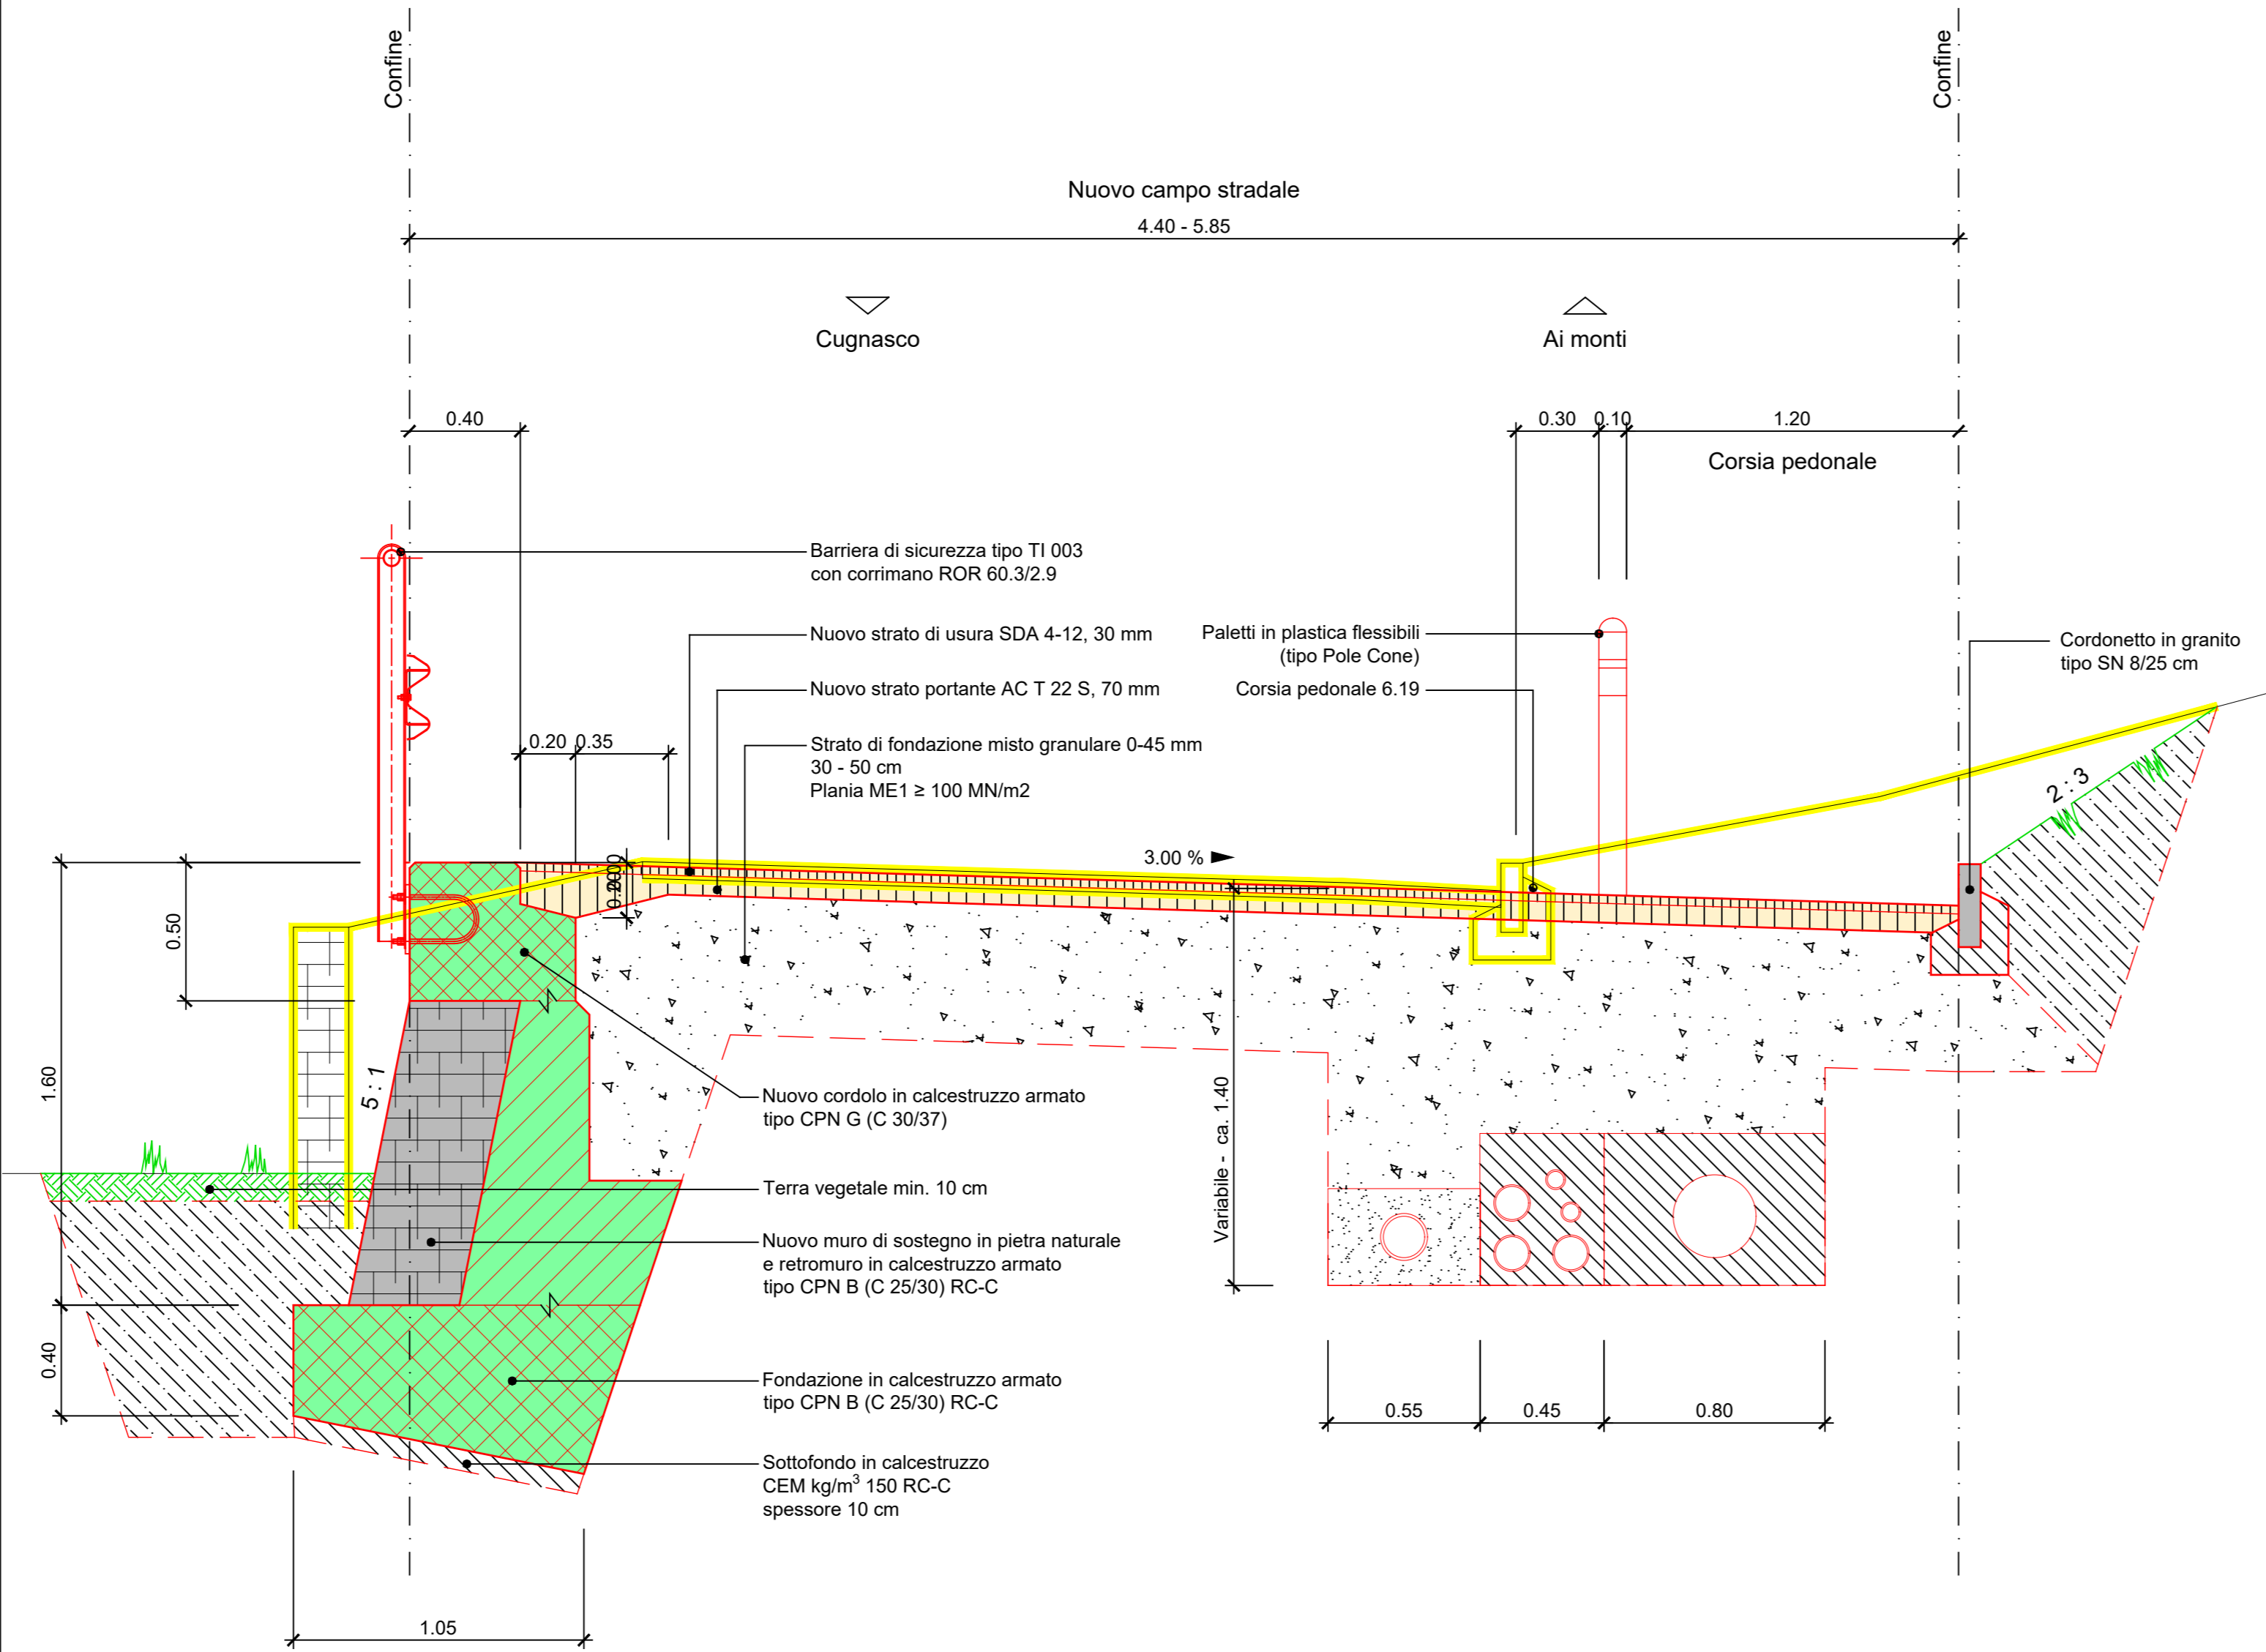 Confine
Confine
Nuovo campo stradale
4.40 - 5.85
Cugnasco
Ai monti
0.40
0.30
0.10
1.20
Corsia pedonale
Barriera di sicurezza tipo TI 003
con corrimano ROR 60.3/2.9
Nuovo strato di usura SDA 4-12, 30 mm
Paletti in plastica flessibili
(tipo Pole Cone)
Cordonetto in granito
tipo SN 8/25 cm
Nuovo strato portante AC T 22 S, 70 mm
Corsia pedonale 6.19
0.20
0.35
Strato di fondazione misto granulare 0-45 mm
30 - 50 cm
Plania ME1 ≥ 100 MN/m2
2 : 3
3.00 %
0.50
1.60
5 : 1
Nuovo cordolo in calcestruzzo armato
tipo CPN G (C 30/37)
Variabile - ca. 1.40
Terra vegetale min. 10 cm
Nuovo muro di sostegno in pietra naturale
e retromuro in calcestruzzo armato
tipo CPN B (C 25/30) RC-C
0.40
Fondazione in calcestruzzo armato
tipo CPN B (C 25/30) RC-C
0.55
0.45
0.80
Sottofondo in calcestruzzo
CEM kg/m³ 150 RC-C
spessore 10 cm
1.05